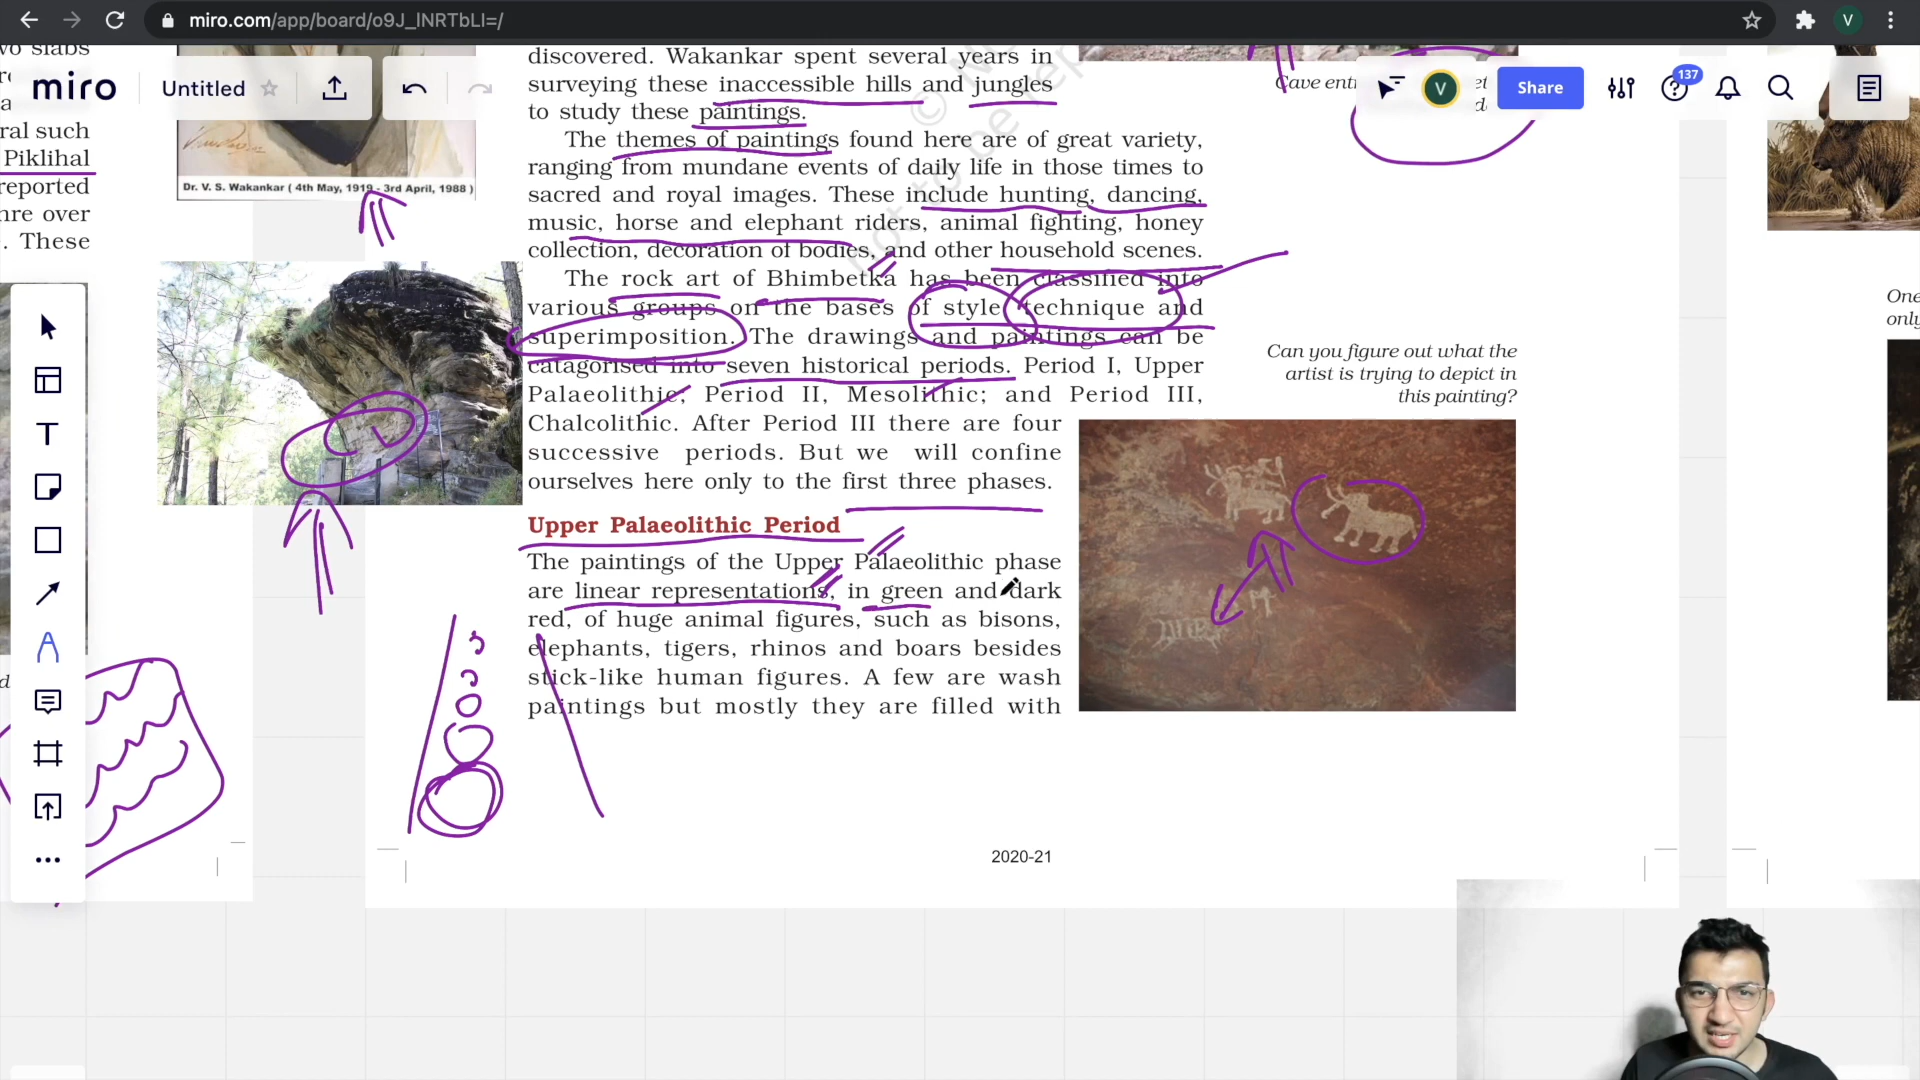 miro.com/app/board/o9J_lNRTbLI=/
V
miro
Untitled
137
V
Share
wo slabs
ral such
Piklihal
reported
nre over
. These
Dr. V. S. Wakankar ( 4th May, 1919 - 3rd April, 1988 )
discovered. Wakankar spent several years in
surveying these inaccessible hills and jungles
to study these paintings.
The themes of paintings found here are of great variety,
ranging from mundane events of daily life in those times to
sacred and royal images. These include hunting, dancing,
music, horse and elephant riders, animal fighting, honey
collection, decoration of bodies, and other household scenes.
The rock art of Bhimbetka has been classified into
various groups on the bases of style technique and
superimposition. The drawings and paintings can be
catagorised into seven historical periods. Period I, Upper
Palaeolithic; Period II, Mesolithic; and Period III,
Chalcolithic. After Period III there are four
successive periods. But we will confine
ourselves here only to the first three phases.
Upper Palaeolithic Period
The paintings of the Upper Palaeolithic phase
are linear representations, in green and dark
red, of huge animal figures, such as bisons,
elephants, tigers, rhinos and boars besides
stick-like human figures. A few are wash
paintings but mostly they are filled with
Cave
Can you figure out what the
artist is trying to depict in
this painting?
One
only
2020-21